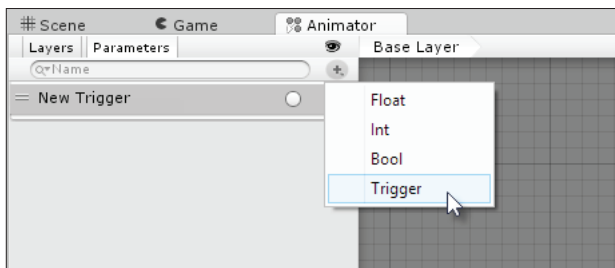 Scene Game Animator
Layers Parameters Base Layer
Name
New Trigger
Float
Int
Bool
Trigger